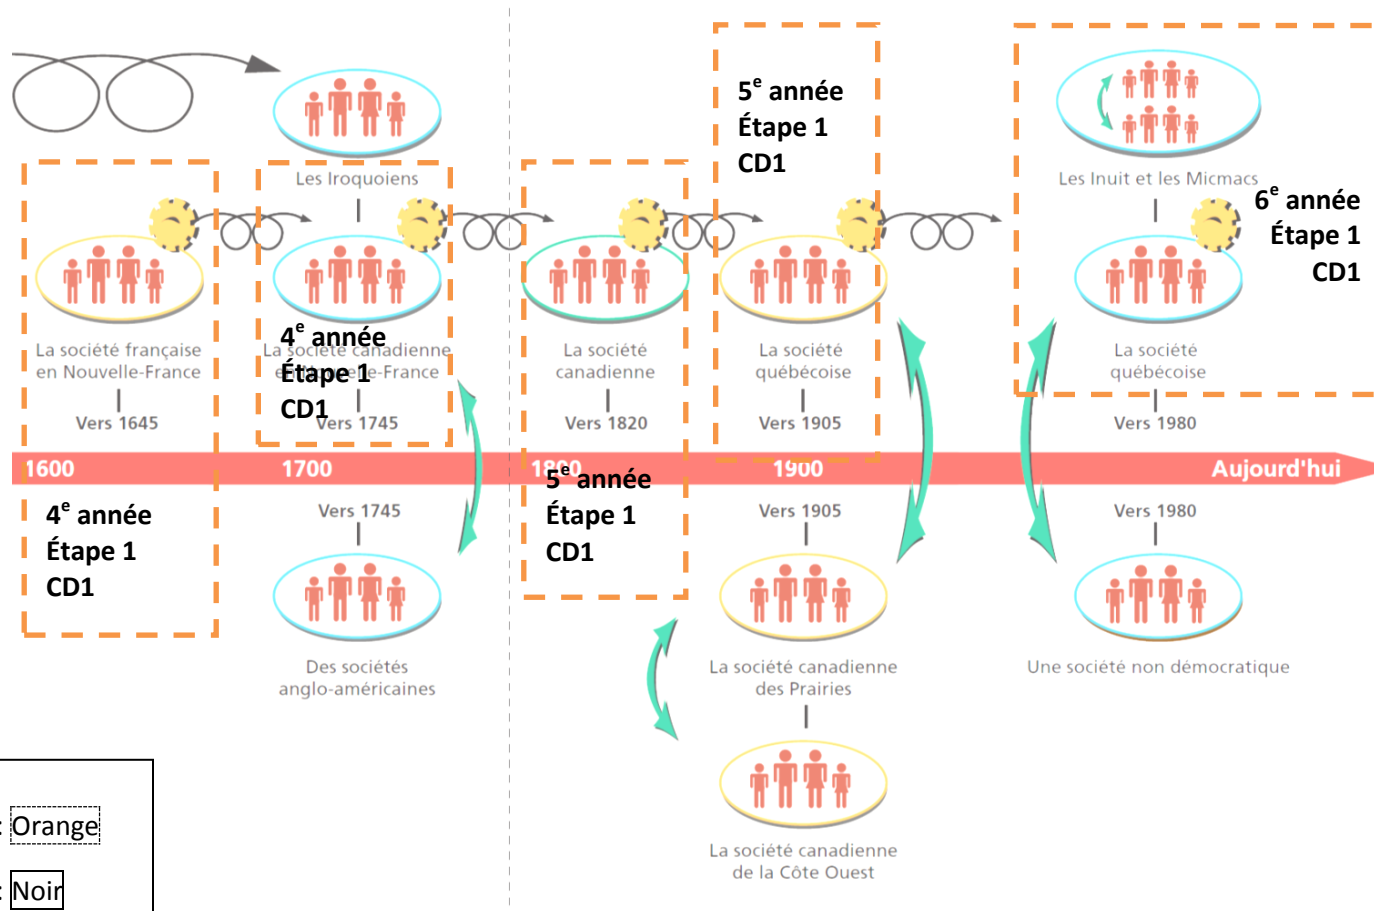 5e année
Étape 1
CD1
Les Iroquoiens
Les Inuit et les Micmacs
6e année
Étape 1
CD1
La société française
en Nouvelle-France
La société canadienne
en Nouvelle-France
4e année
Étape 1
CD1
La société
canadienne
La société
québécoise
La société
québécoise
Vers 1645
Vers 1745
Vers 1820
Vers 1905
Vers 1980
1600
1700
1800
1900
Aujourd'hui
4e année
Étape 1
CD1
5e année
Étape 1
CD1
Vers 1745
Vers 1905
Vers 1980
Des sociétés
anglo-américaines
La société canadienne
des Prairies
Une société non démocratique
La société canadienne
de la Côte Ouest
: Orange
: Noir